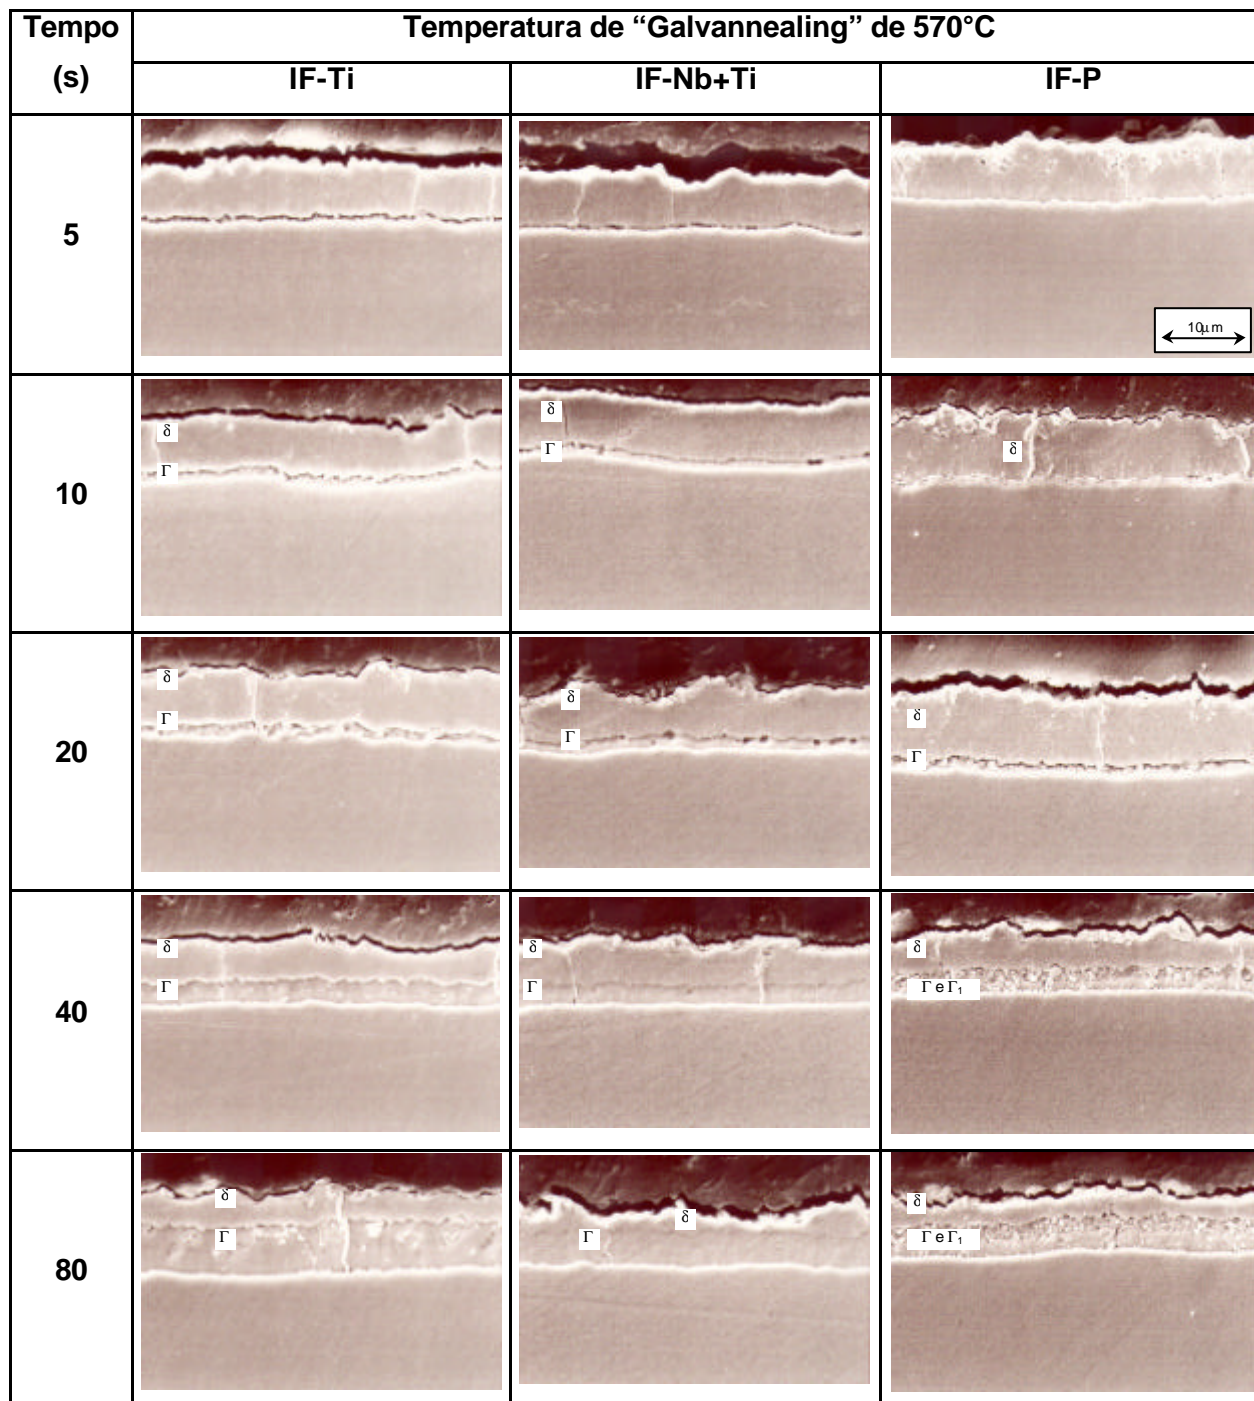 Tempo
(s)
Temperatura de “Galvannealing” de 570°C
IF-Ti
IF-Nb+Ti
IF-P
5
10μm
10
δ
Γ
δ
Γ
δ
20
δ
Γ
δ
Γ
δ
Γ
40
δ
Γ
δ
Γ
δ
Γ e Γ₁
80
δ
Γ
δ
Γ
δ
Γ e Γ₁